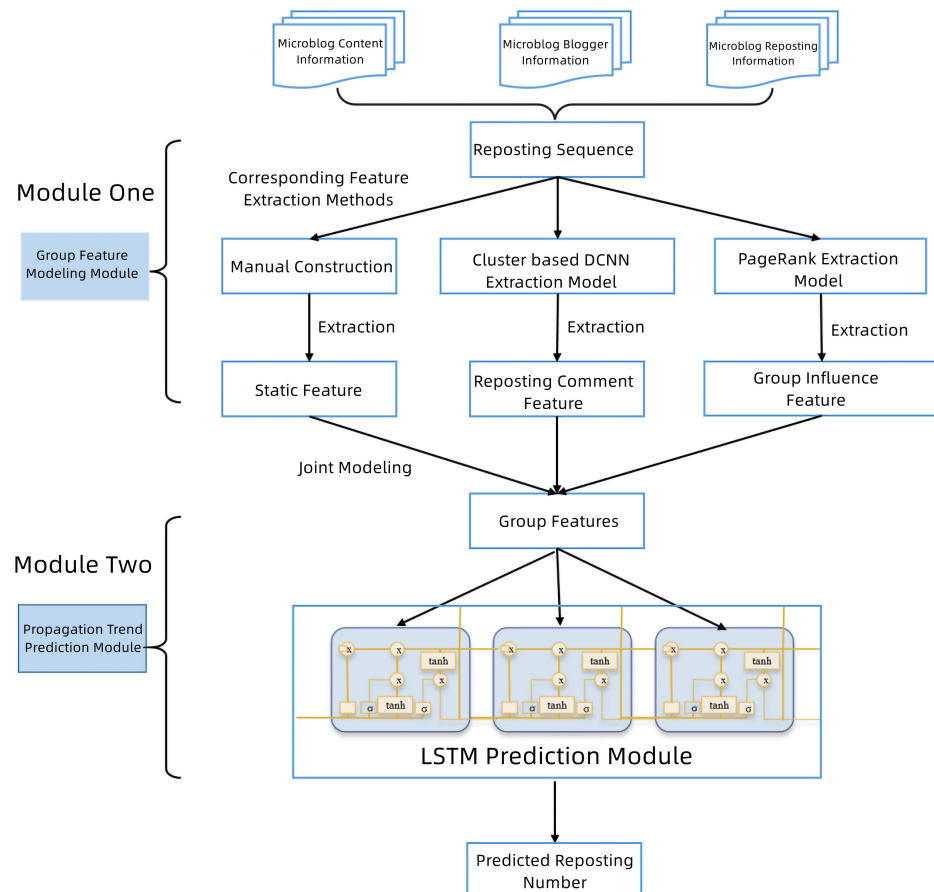 Microblog Content
Information
Microblog Blogger
Information
Microblog Reposting
Information
Reposting Sequence
Module One
Corresponding Feature
Extraction Methods
Group Feature
Modeling Module
Manual Construction
Cluster based DCNN
Extraction Model
PageRank Extraction
Model
Extraction
Extraction
Extraction
Static Feature
Reposting Comment
Feature
Group Influence
Feature
Joint Modeling
Group Features
Module Two
Propagation Trend
Prediction Module
x
x
tanh
x
x
σ
tanh
σ
x
x
tanh
x
x
σ
tanh
σ
x
x
tanh
x
x
σ
tanh
σ
LSTM Prediction Module
Predicted Reposting
Number